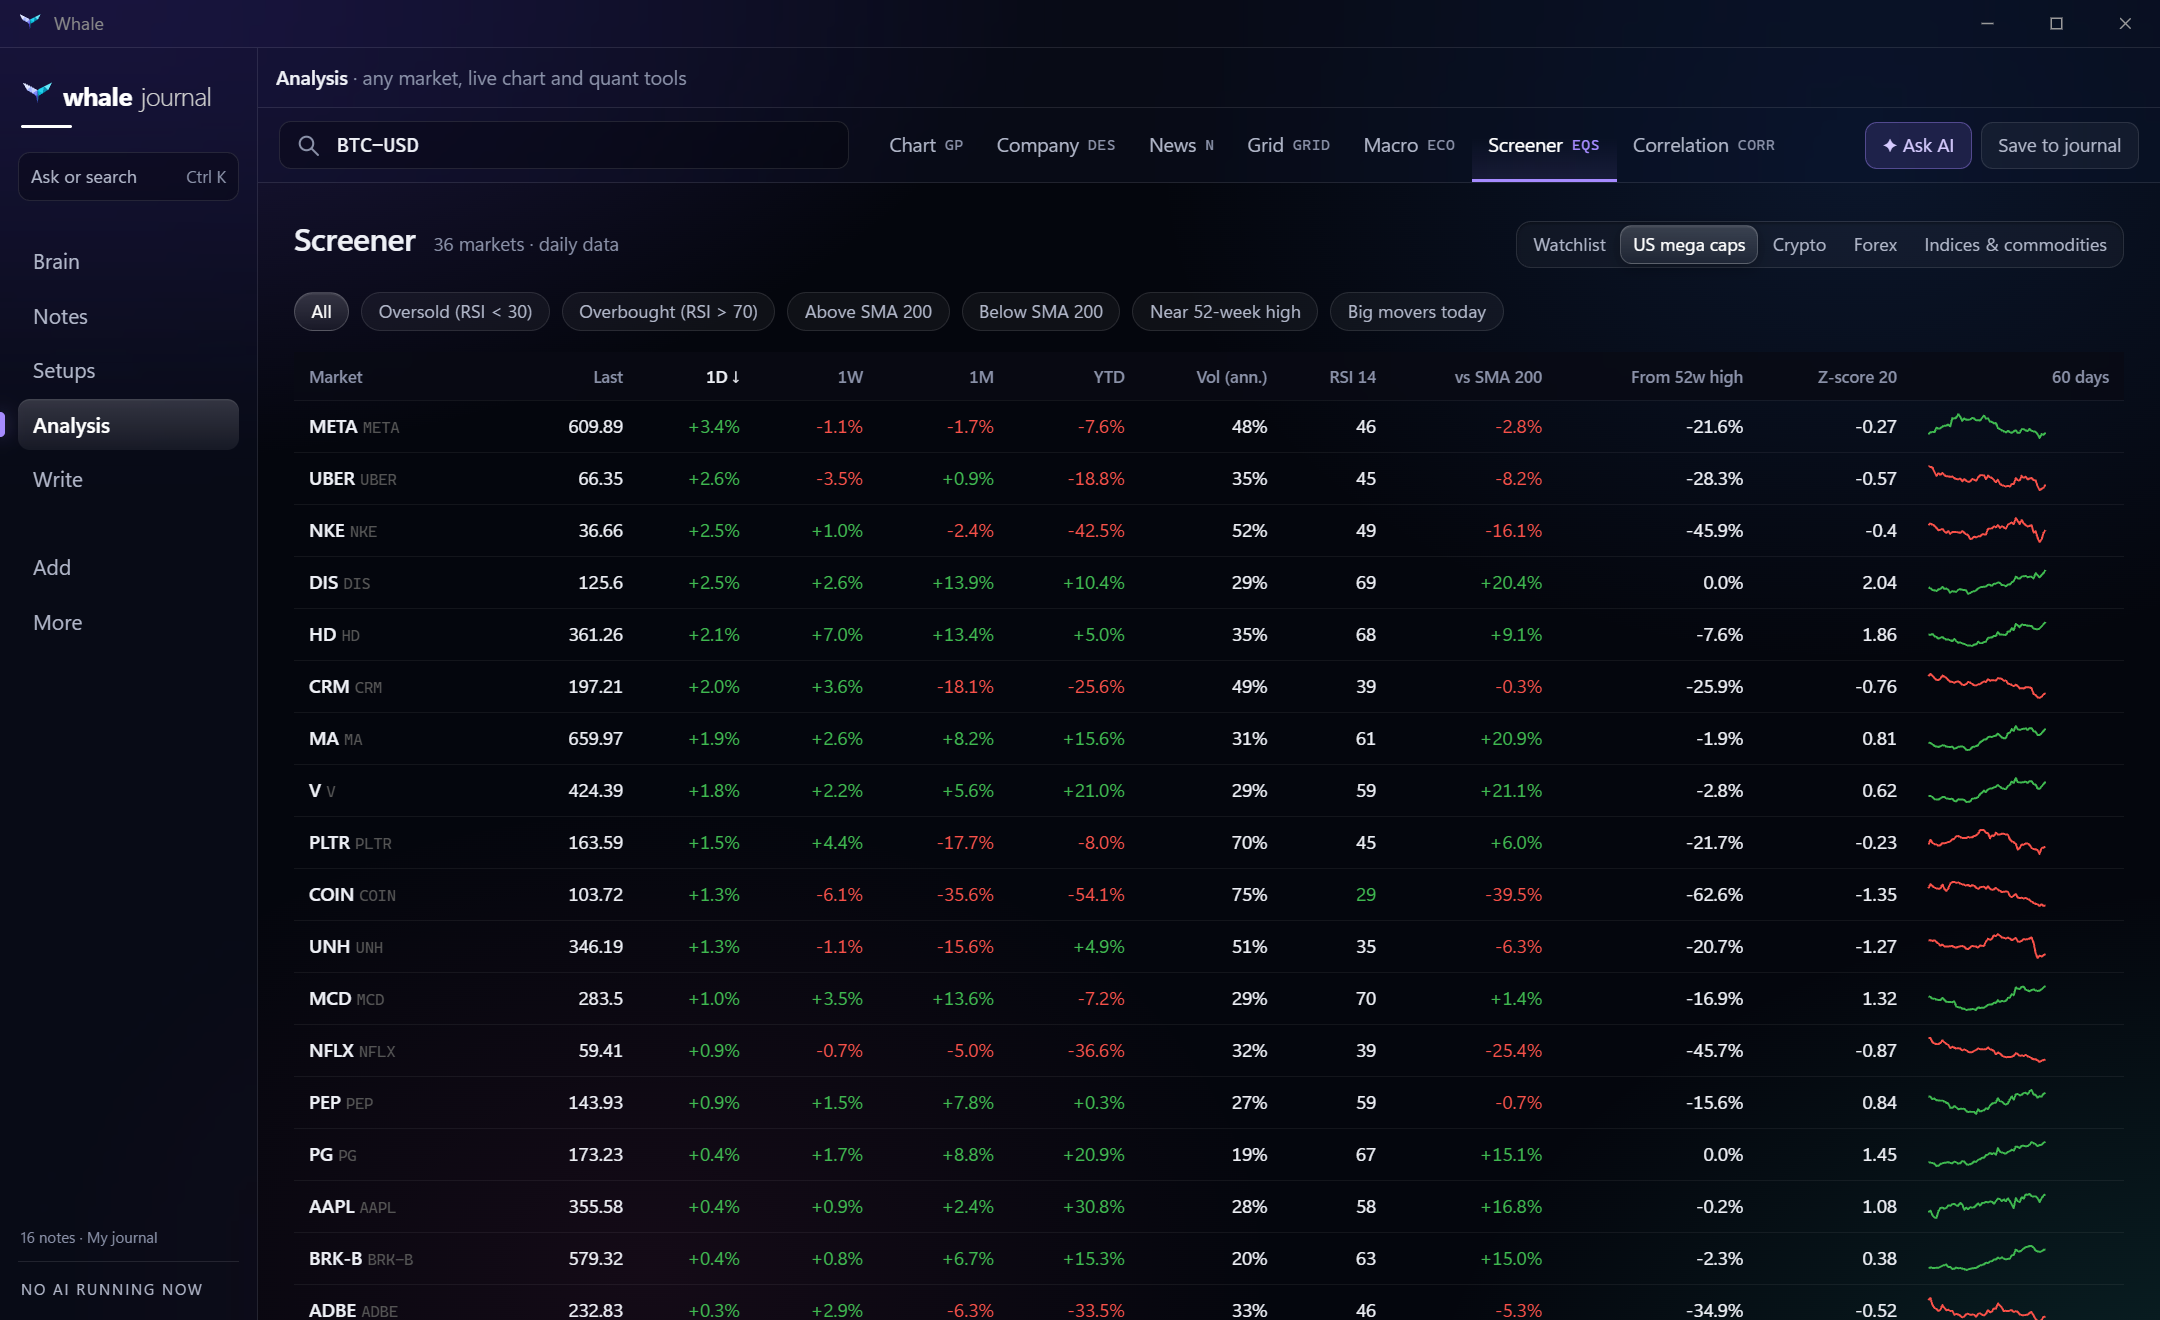 Whale
whale journal
Ask or search Ctrl K
Brain
Notes
Setups
Analysis
Write
Add
More
16 notes · My journal
NO AI RUNNING NOW
Analysis · any market, live chart and quant tools
BTC-USD
Chart GP Company DES News N Grid GRID Macro ECO Screener EQS Correlation CORR
✦ Ask AI Save to journal
Screener 36 markets · daily data
Watchlist US mega caps Crypto Forex Indices & commodities
All Oversold (RSI < 30) Overbought (RSI > 70) Above SMA 200 Below SMA 200 Near 52-week high Big movers today
Market Last 1D ↓ 1W 1M YTD Vol (ann.) RSI 14 vs SMA 200 From 52w high Z-score 20 60 days
META META 609.89 +3.4% -1.1% -1.7% -7.6% 48% 46 -2.8% -21.6% -0.27
UBER UBER 66.35 +2.6% -3.5% +0.9% -18.8% 35% 45 -8.2% -28.3% -0.57
NKE NKE 36.66 +2.5% +1.0% -2.4% -42.5% 52% 49 -16.1% -45.9% -0.4
DIS DIS 125.6 +2.5% +2.6% +13.9% +10.4% 29% 69 +20.4% 0.0% 2.04
HD HD 361.26 +2.1% +7.0% +13.4% +5.0% 35% 68 +9.1% -7.6% 1.86
CRM CRM 197.21 +2.0% +3.6% -18.1% -25.6% 49% 39 -0.3% -25.9% -0.76
MA MA 659.97 +1.9% +2.6% +8.2% +15.6% 31% 61 +20.9% -1.9% 0.81
V V 424.39 +1.8% +2.2% +5.6% +21.0% 29% 59 +21.1% -2.8% 0.62
PLTR PLTR 163.59 +1.5% +4.4% -17.7% -8.0% 70% 45 +6.0% -21.7% -0.23
COIN COIN 103.72 +1.3% -6.1% -35.6% -54.1% 75% 29 -39.5% -62.6% -1.35
UNH UNH 346.19 +1.3% -1.1% -15.6% +4.9% 51% 35 -6.3% -20.7% -1.27
MCD MCD 283.5 +1.0% +3.5% +13.6% -7.2% 29% 70 +1.4% -16.9% 1.32
NFLX NFLX 59.41 +0.9% -0.7% -5.0% -36.6% 32% 39 -25.4% -45.7% -0.87
PEP PEP 143.93 +0.9% +1.5% +7.8% +0.3% 27% 59 -0.7% -15.6% 0.84
PG PG 173.23 +0.4% +1.7% +8.8% +20.9% 19% 67 +15.1% 0.0% 1.45
AAPL AAPL 355.58 +0.4% +0.9% +2.4% +30.8% 28% 58 +16.8% -0.2% 1.08
BRK-B BRK-B 579.32 +0.4% +0.8% +6.7% +15.3% 20% 63 +15.0% -2.3% 0.38
ADBE ADBE 232.83 +0.3% +2.9% -6.3% -33.5% 33% 46 -5.3% -34.9% -0.52